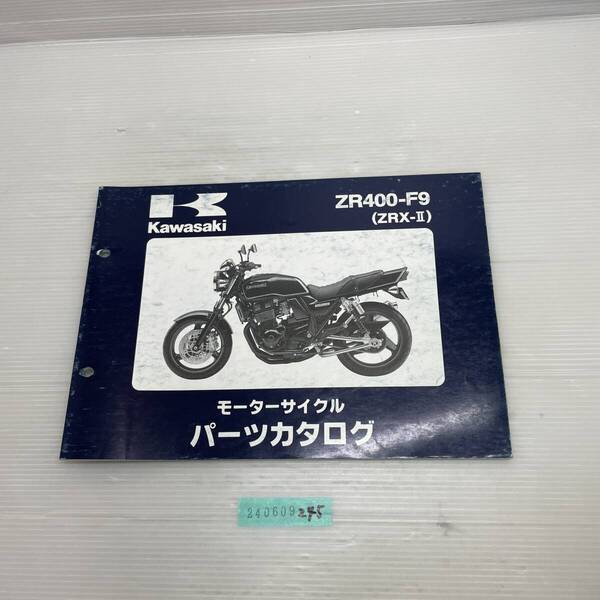 Kawasaki
ZR400-F9
(ZRX-Ⅱ)
モーターサイクル
パーツカタログ
240609245